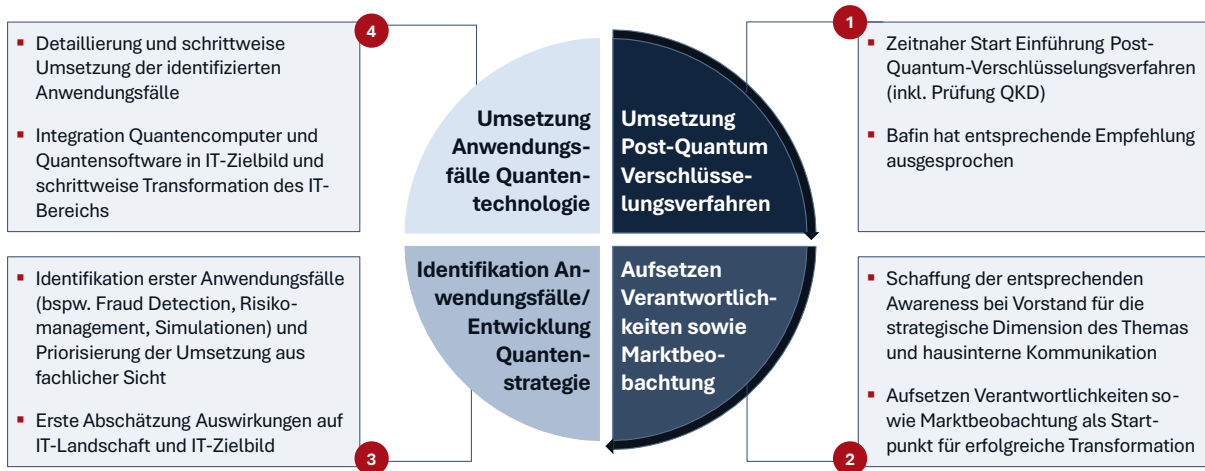 1
▪ Zeitnaher Start Einführung Post-
Quantum-Verschlüsselungsverfahren
(inkl. Prüfung QKD)
▪ Bafin hat entsprechende Empfehlung
ausgesprochen
Umsetzung
Post-Quantum
Verschlüsse-
lungsverfahren
2
▪ Schaffung der entsprechenden
Awareness bei Vorstand für die
strategische Dimension des Themas
und hausinterne Kommunikation
▪ Aufsetzen Verantwortlichkeiten so-
wie Marktbeobachtung als Start-
punkt für erfolgreiche Transformation
Aufsetzen
Verantwortlich-
keiten sowie
Marktbeo-
bachtung
3
▪ Identifikation erster Anwendungsfälle
(bspw. Fraud Detection, Risiko-
management, Simulationen) und
Priorisierung der Umsetzung aus
fachlicher Sicht
▪ Erste Abschätzung Auswirkungen auf
IT-Landschaft und IT-Zielbild
Identifikation An-
wendungsfälle/
Entwicklung
Quanten-
strategie
4
▪ Detaillierung und schrittweise
Umsetzung der identifizierten
Anwendungsfälle
▪ Integration Quantencomputer und
Quantensoftware in IT-Zielbild und
schrittweise Transformation des IT-
Bereichs
Umsetzung
Anwendungs-
fälle Quanten-
technologie